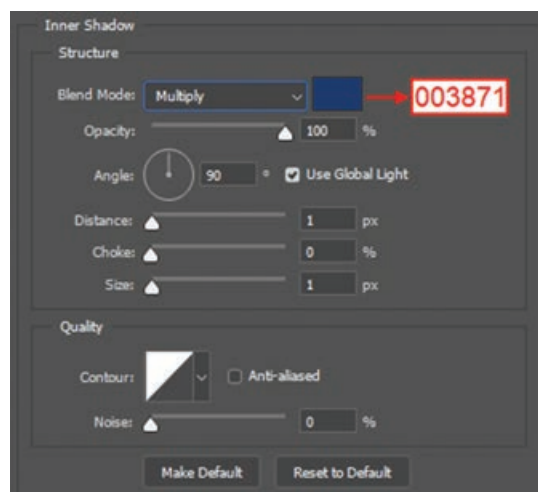 Inner Shadow
Structure
Blend Mode: Multiply 003871
Opacity: 100 %
Angle: 90 ° Use Global Light
Distance: 1 px
Choke: 0 %
Size: 1 px
Quality
Contour: Anti-aliased
Noise: 0 %
Make Default Reset to Default